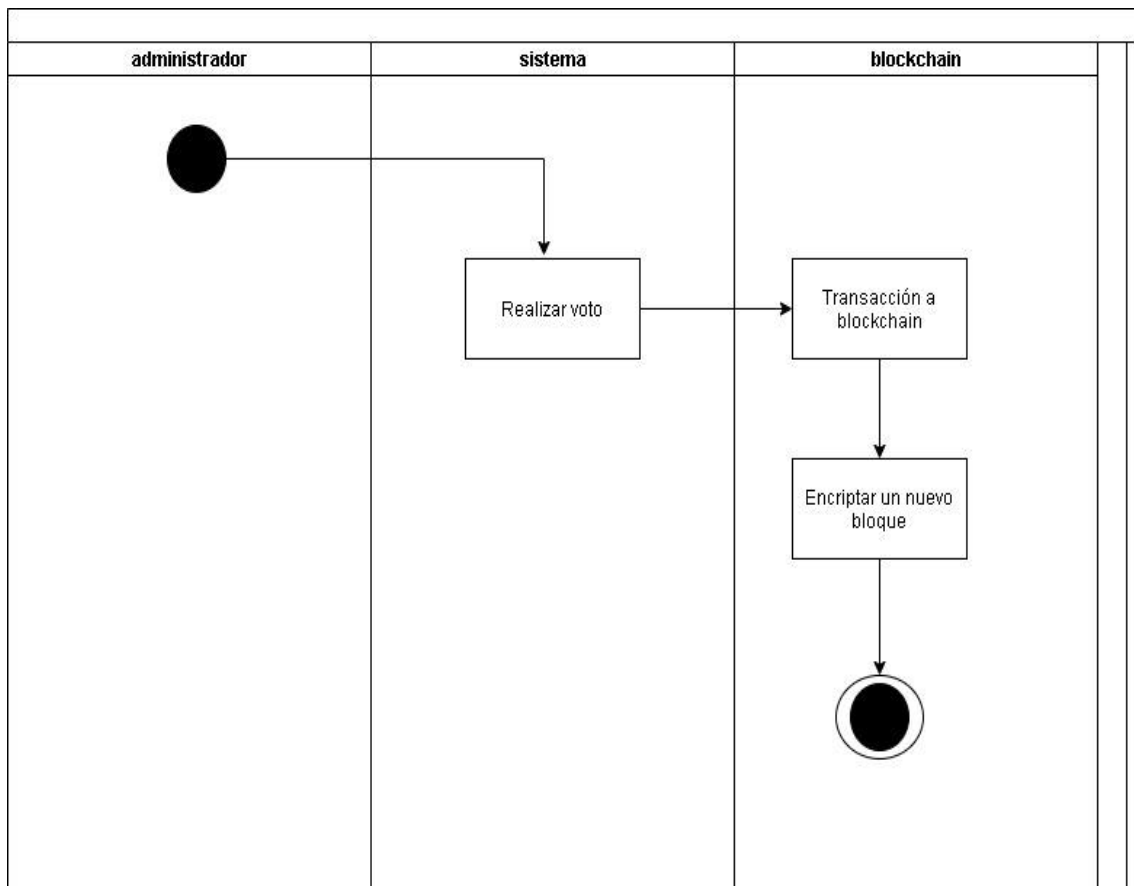 administrador
sistema
blockchain
Realizar voto
Transacción a
blockchain
Encriptar un nuevo
bloque